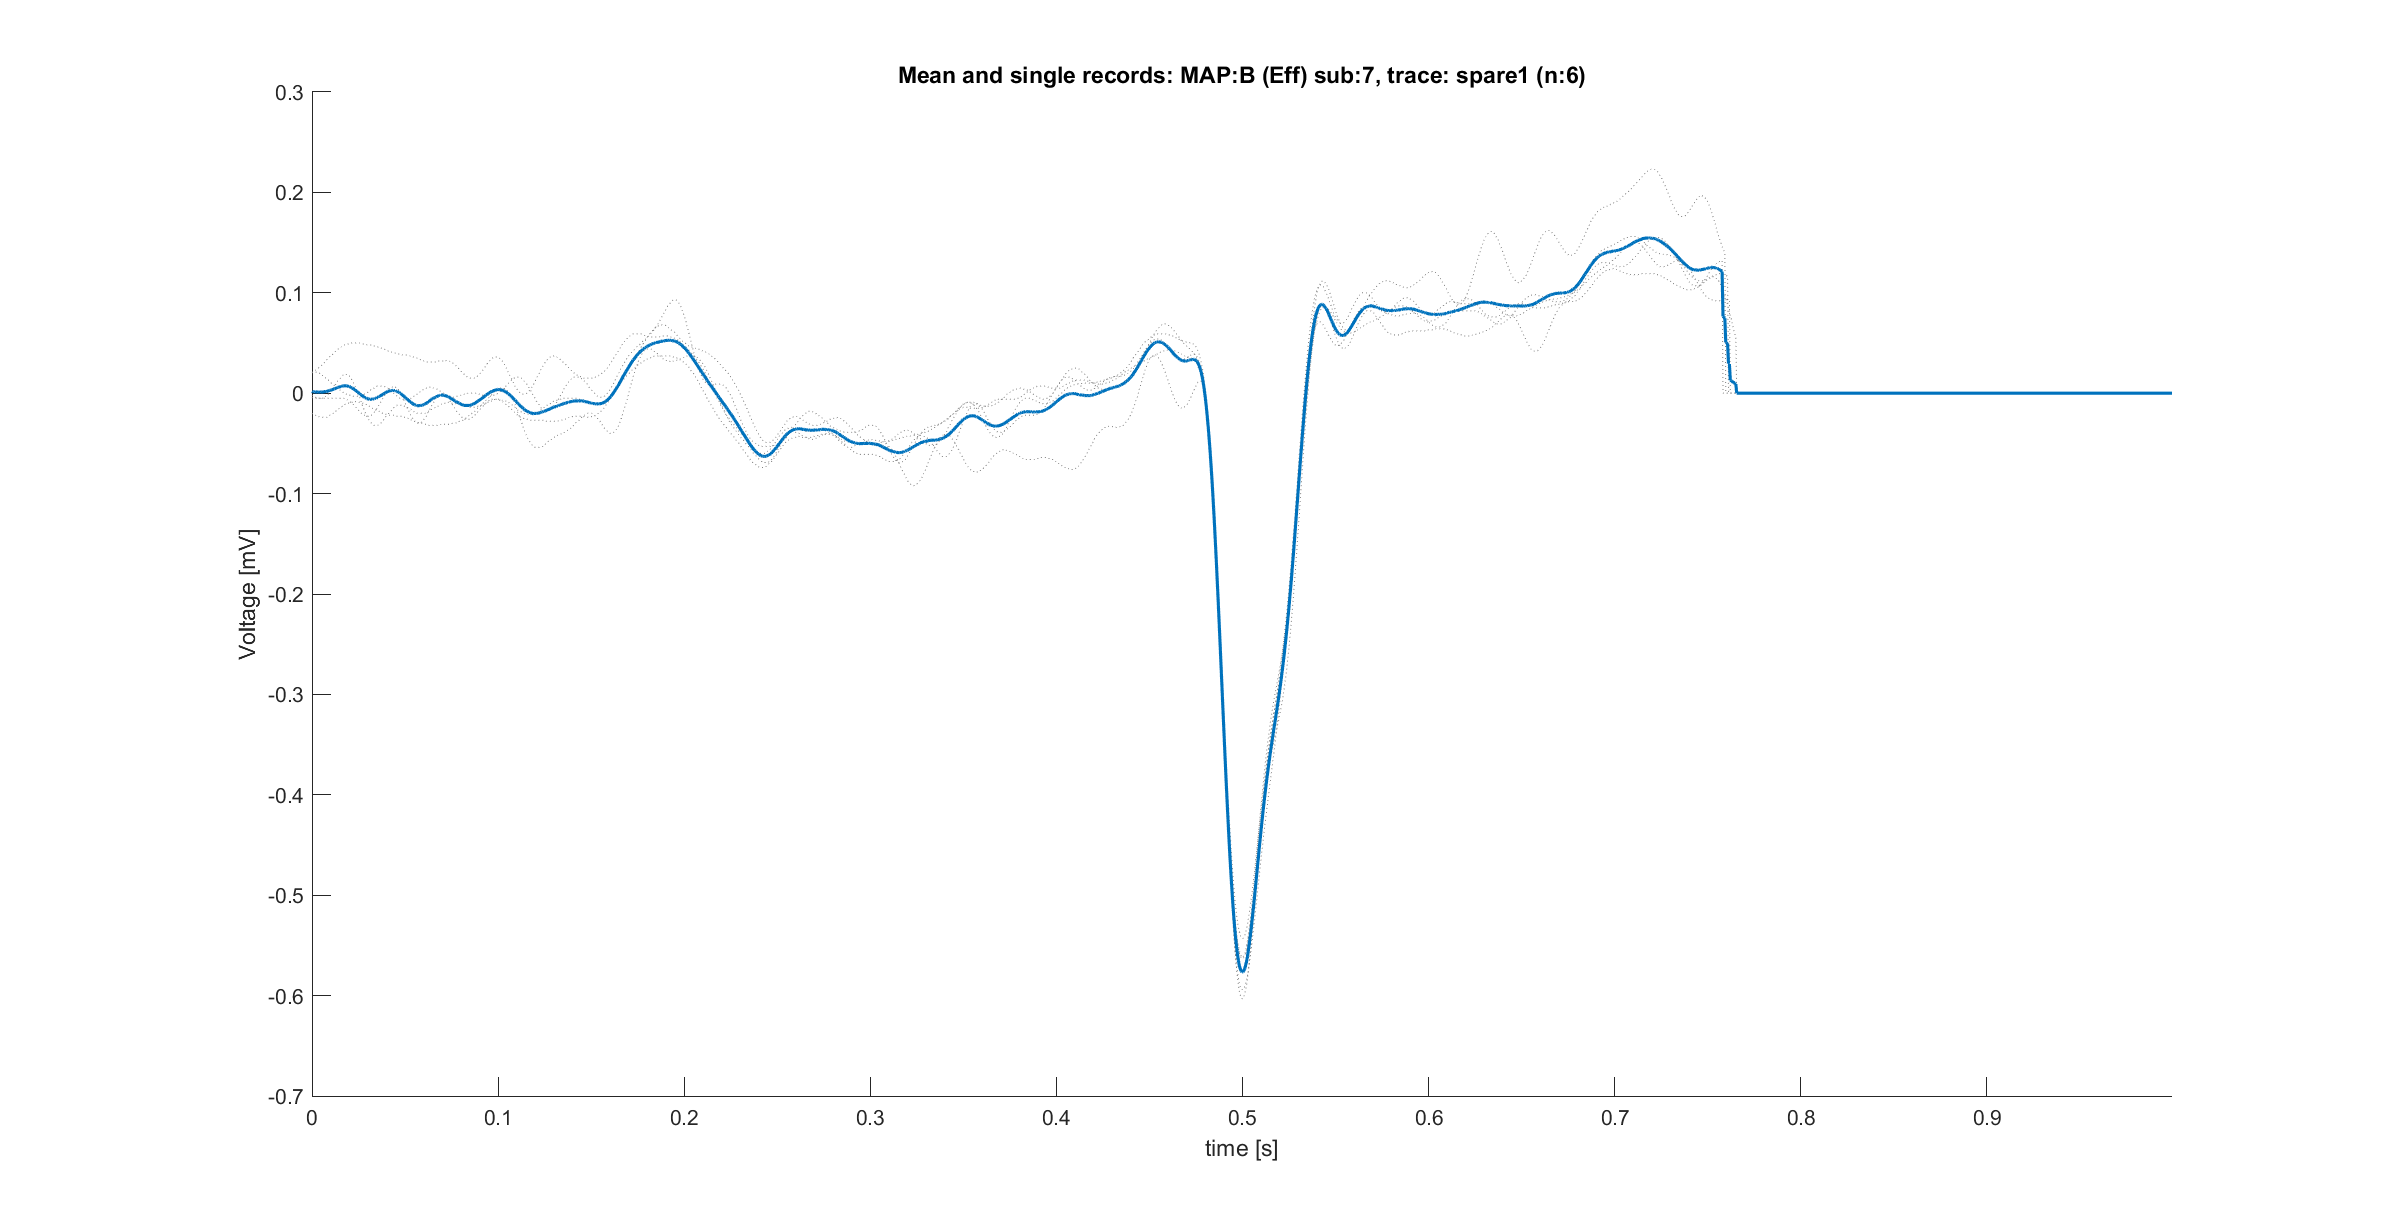 Mean and single records: MAP:B (Eff) sub:7, trace: spare1 (n:6)
0.3
0.2
0.1
0
-0.1
-0.2
-0.3
-0.4
-0.5
-0.6
-0.7
Voltage [mV]
0 0.1 0.2 0.3 0.4 0.5 0.6 0.7 0.8 0.9
time [s]